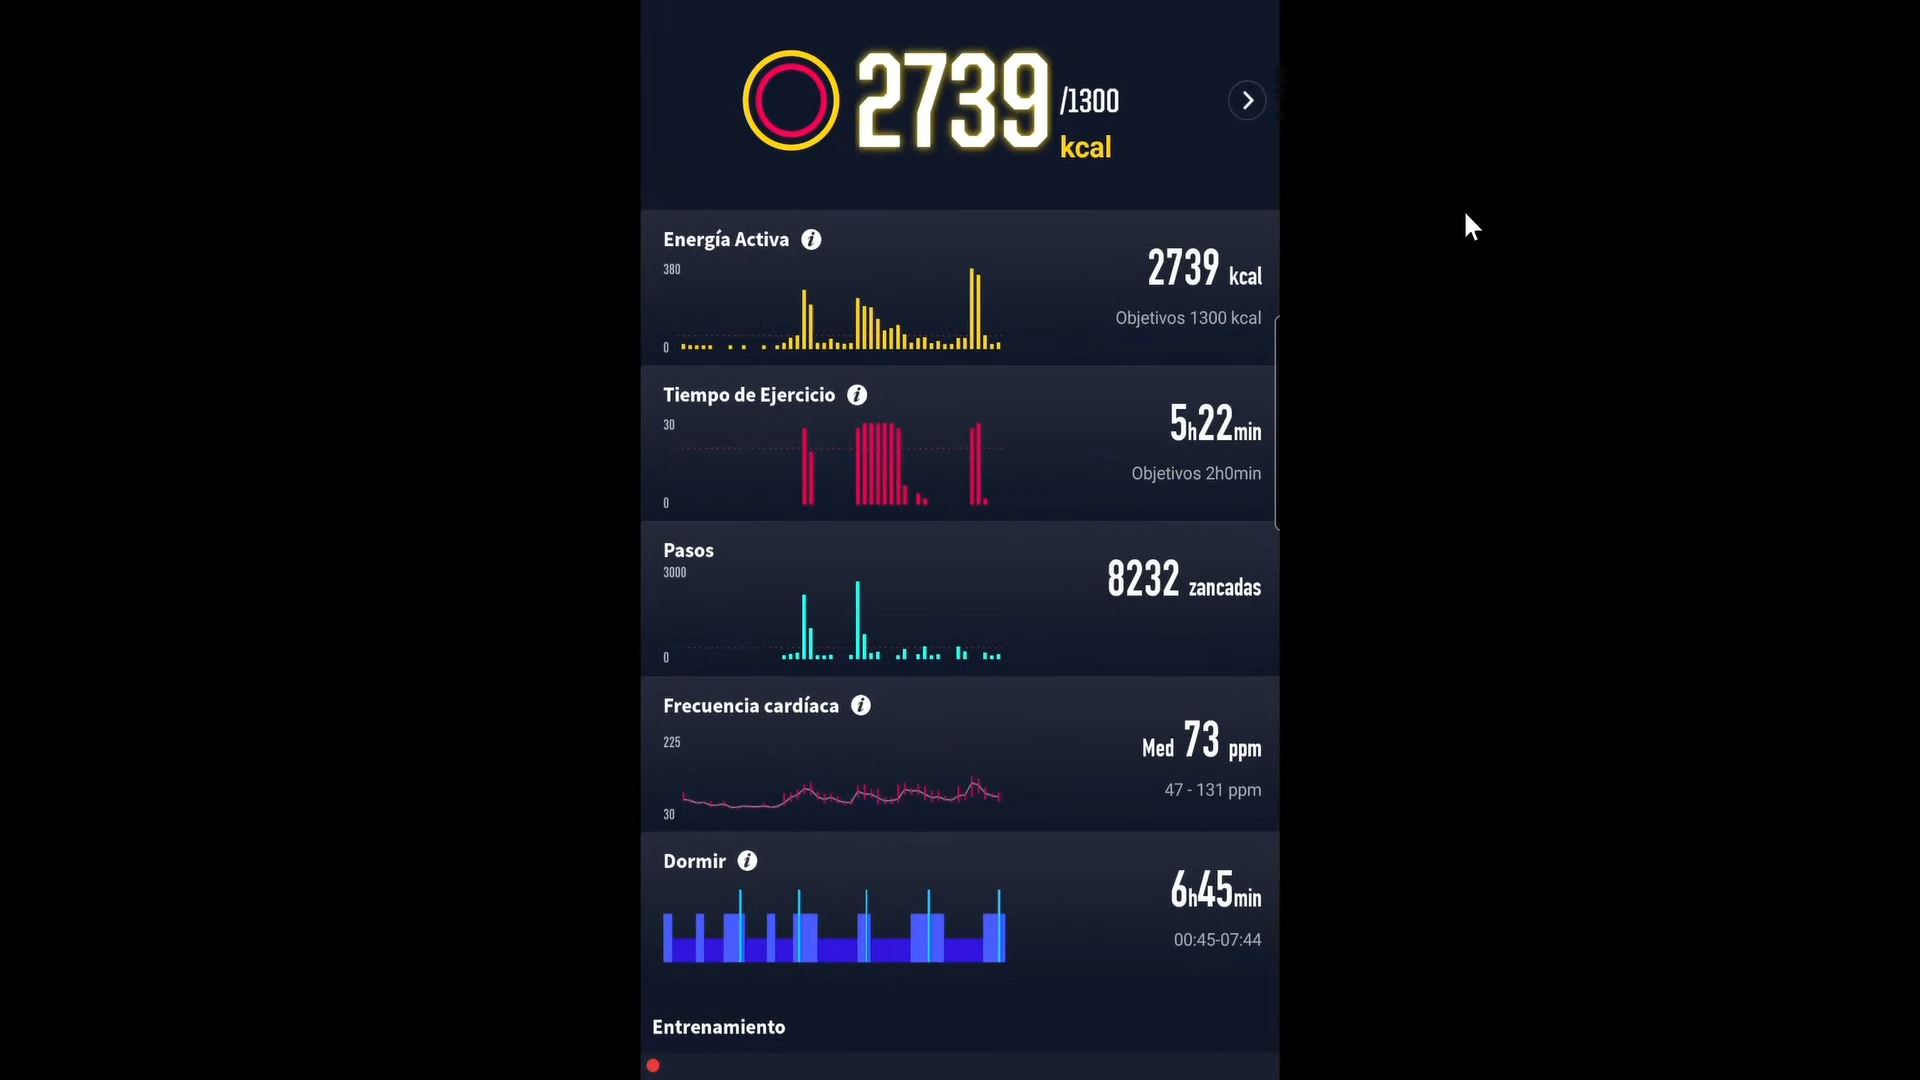 2739 /1300
kcal
Energía Activa i
380
0
2739 kcal
Objetivos 1300 kcal
Tiempo de Ejercicio i
30
0
5h22min
Objetivos 2h0min
Pasos
3000
0
8232 zancadas
Frecuencia cardíaca i
225
30
Med 73 ppm
47 - 131 ppm
Dormir i
6h45min
00:45-07:44
Entrenamiento